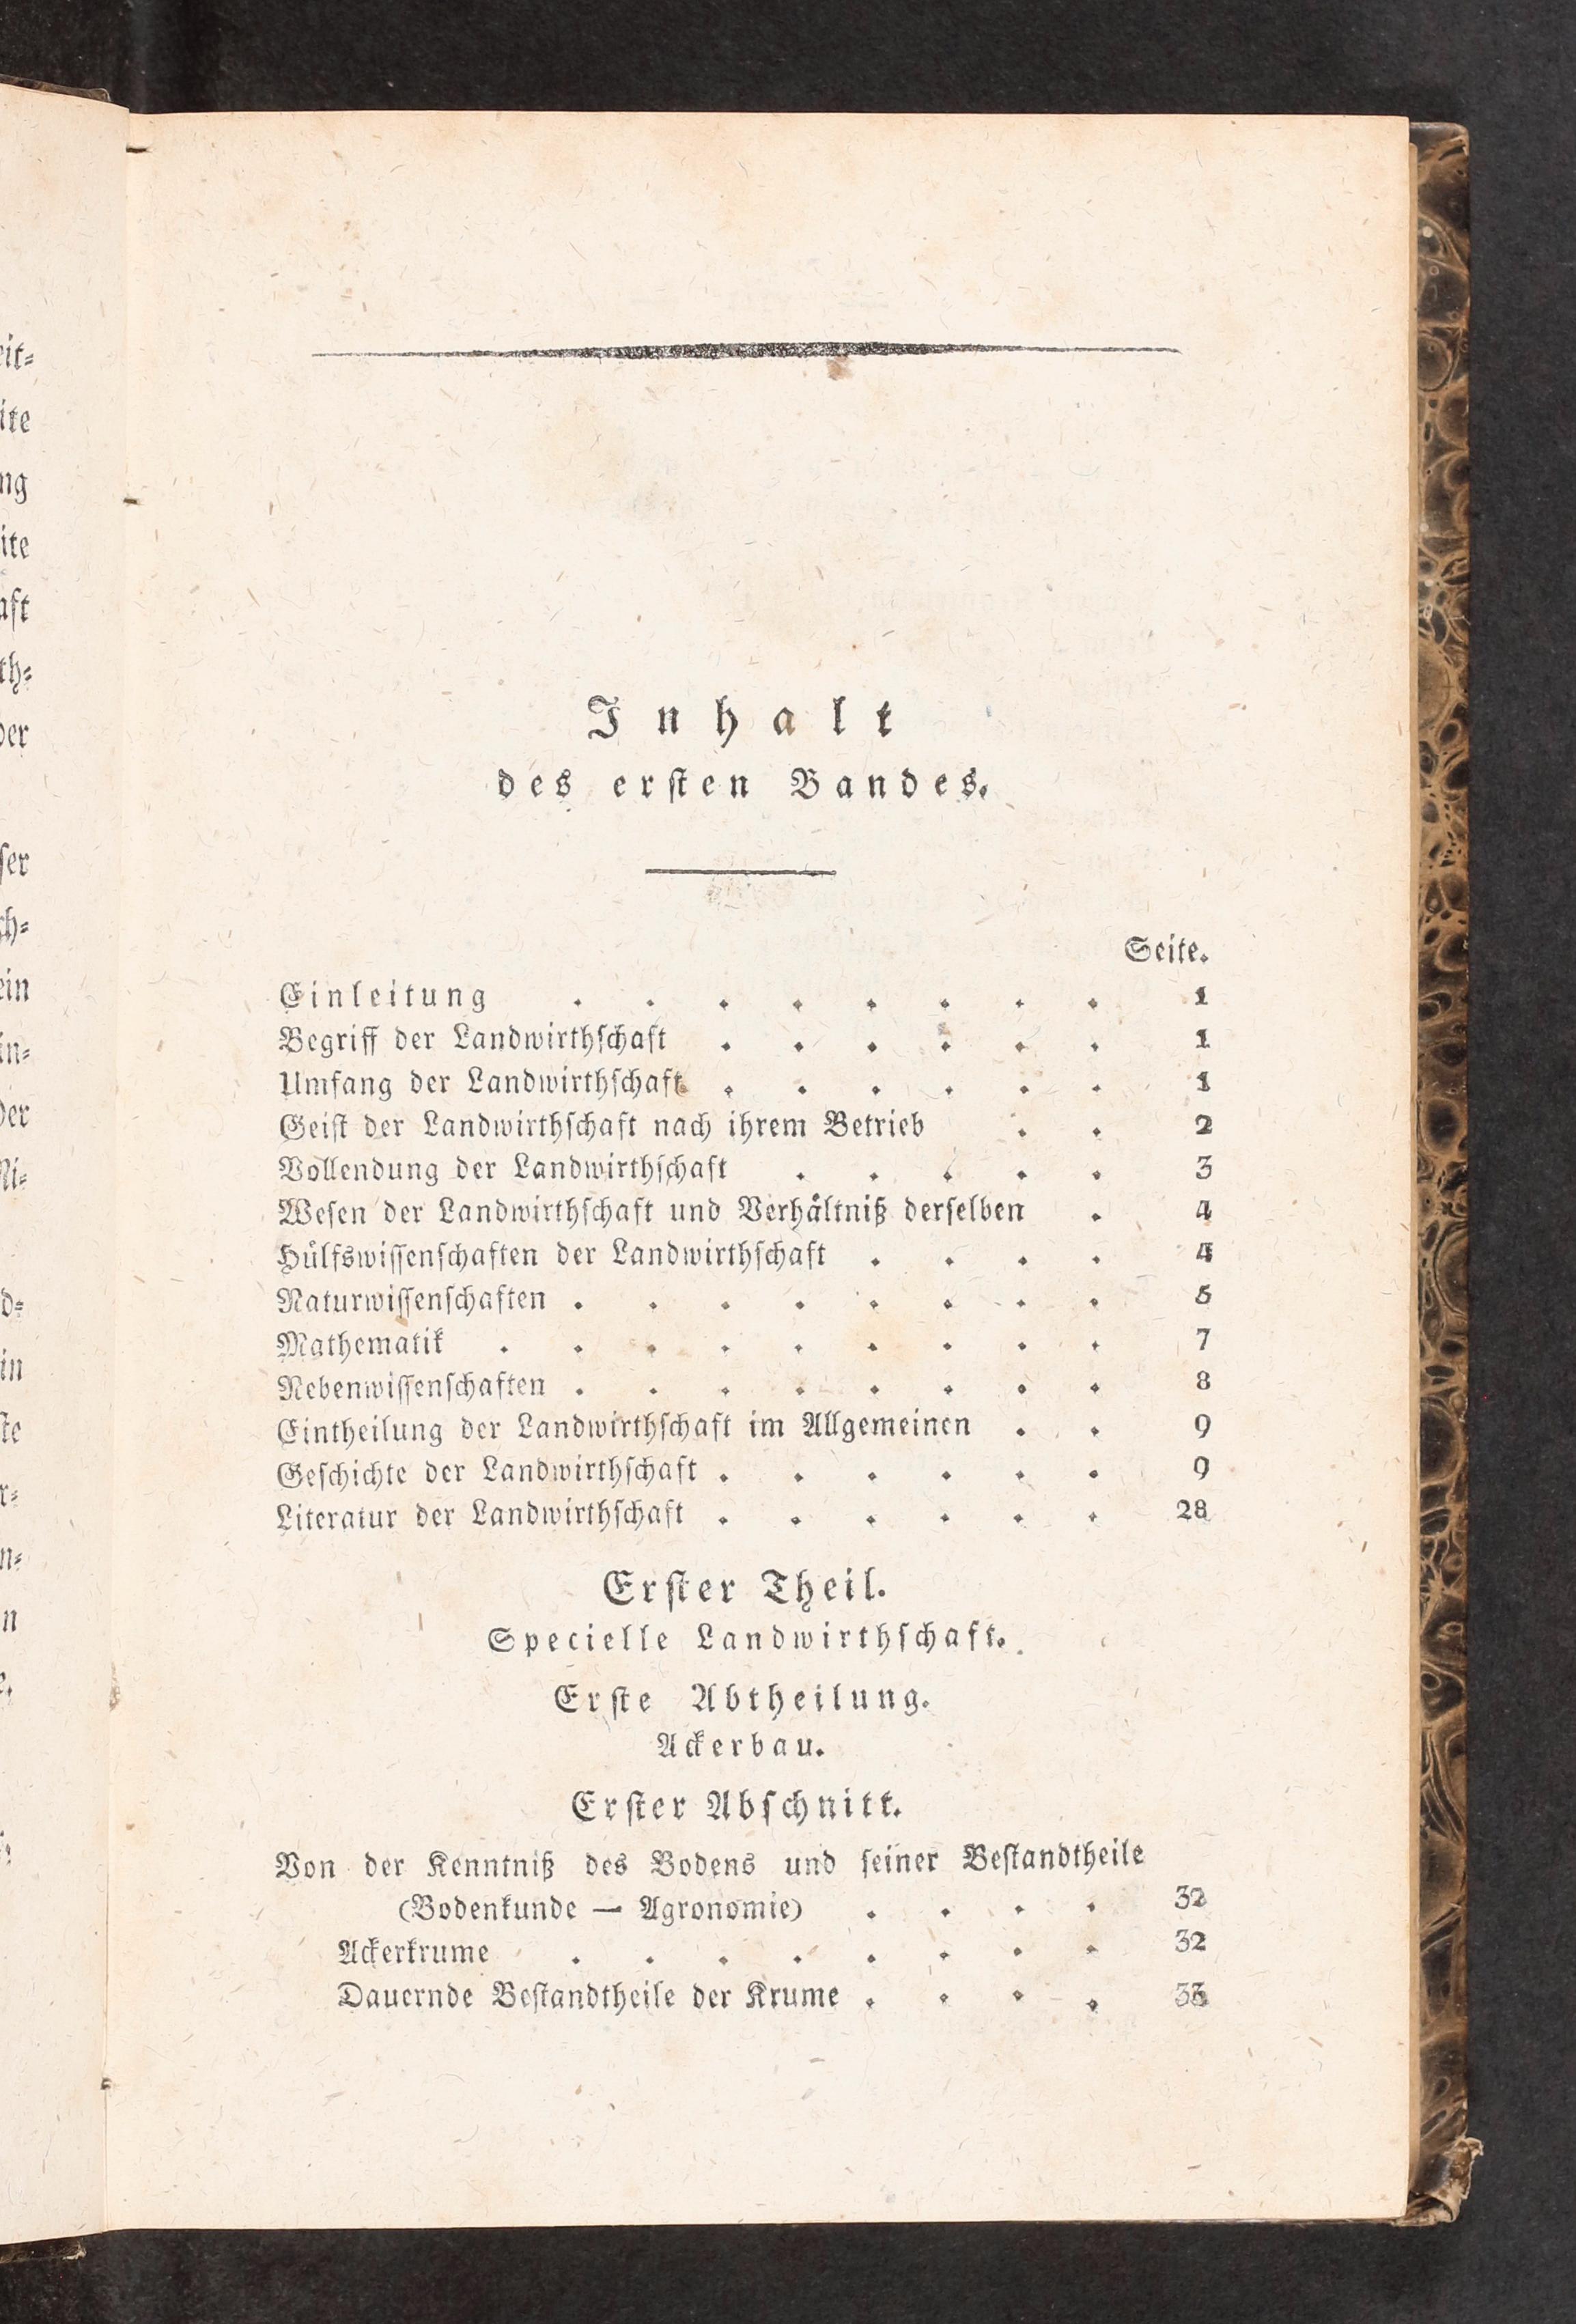 Inhalt
des erſten Bandes.
Seite.
Einleitung . . . . . . . . 1
Begriff der Landwirthſchaft . . . . . . 1
Umfang der Landwirthſchaft . . . . . . 1
Geiſt der Landwirthſchaft nach ihrem Betrieb . . 2
Vollendung der Landwirthſchaft . . . . . 3
Weſen der Landwirthſchaft und Verhältniß derſelben . 4
Hülfswiſſenſchaften der Landwirthſchaft . . . . 4
Naturwiſſenſchaften . . . . . . . . 5
Mathematik . . . . . . . . . 7
Nebenwiſſenſchaften . . . . . . . . 8
Eintheilung der Landwirthſchaft im Allgemeinen . . 9
Geſchichte der Landwirthſchaft . . . . . . 9
Literatur der Landwirthſchaft . . . . . . 28
Erſter Theil.
Specielle Landwirthſchaft.
Erſte Abtheilung.
Ackerbau.
Erſter Abſchnitt.
Von der Kenntniß des Bodens und ſeiner Beſtandtheile
(Bodenkunde — Agronomie) . . . . 32
Ackerkrume . . . . . . . . 32
Dauernde Beſtandtheile der Krume . . . . 33